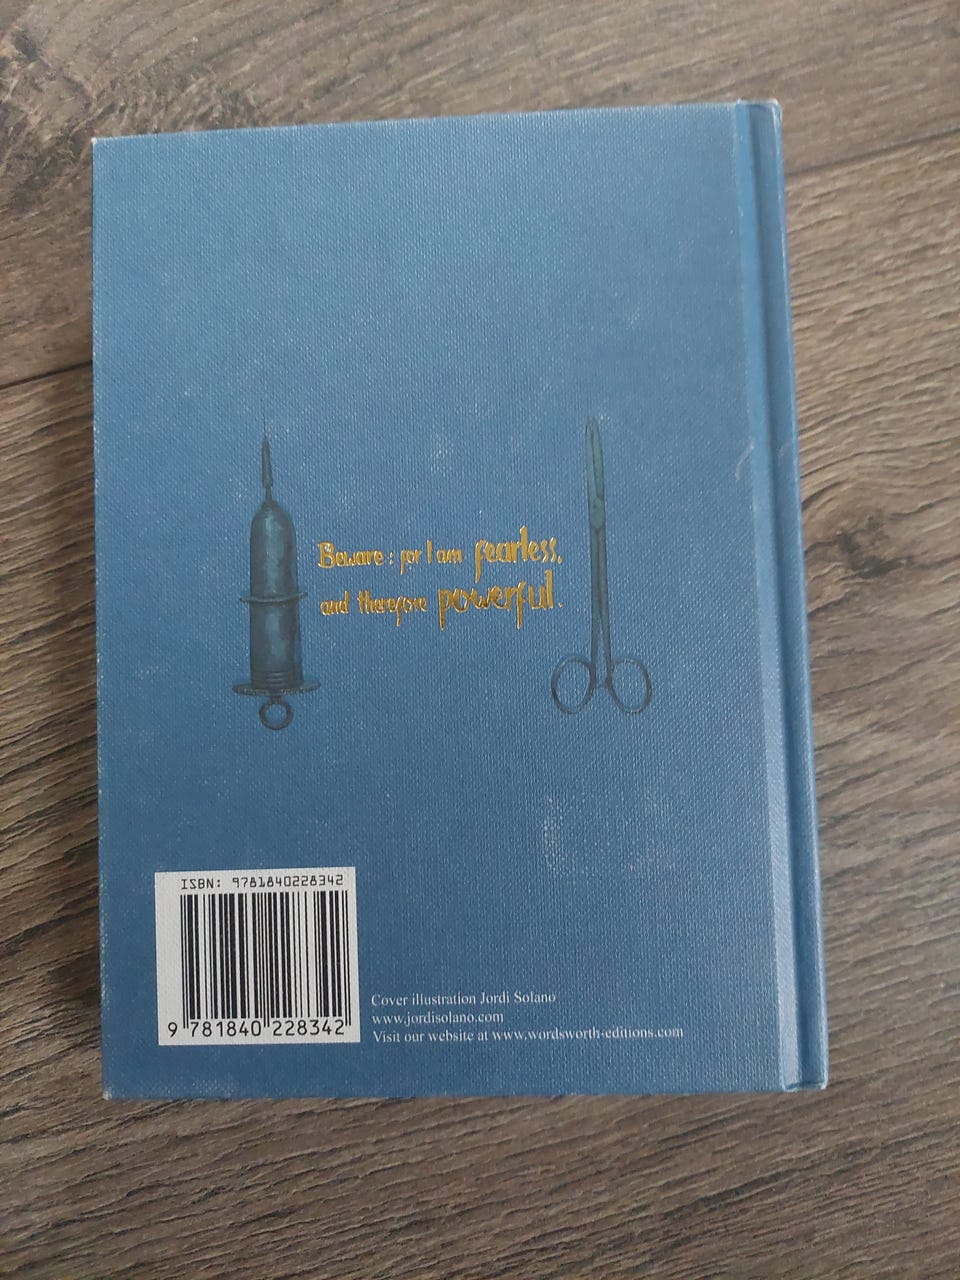 Beware: for I am fearless,
and therefore powerful.
ISBN: 9781840228342
9 781840 228342
Cover illustration Jordi Solano
www.jordisolano.com
Visit our website at www.wordsworth-editions.com